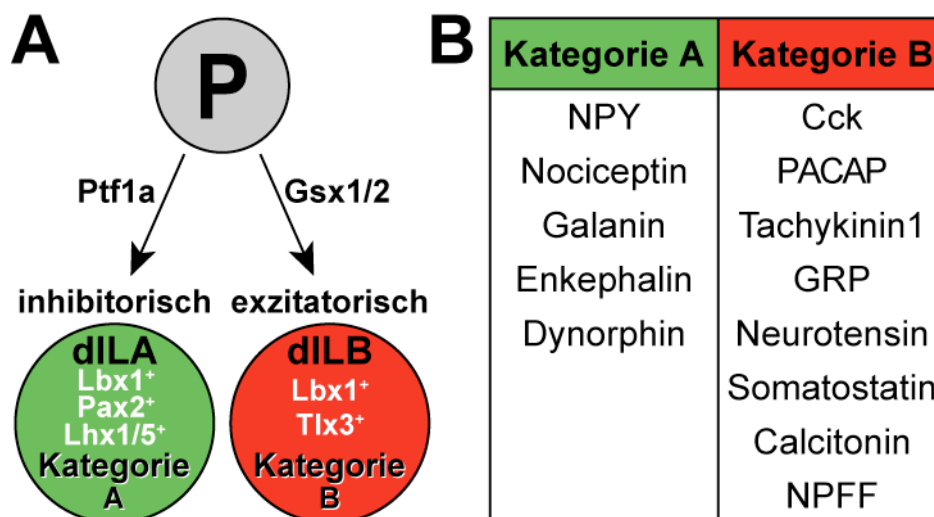 A
P
Ptf1a Gsx1/2
inhibitorisch exzitatorisch
dILA
Lbx1+
Pax2+
Lhx1/5+
Kategorie
A
dILB
Lbx1+
Tlx3+
Kategorie
B
B
Kategorie A Kategorie B
NPY Cck
Nociceptin PACAP
Galanin Tachykinin1
Enkephalin GRP
Dynorphin Neurotensin
Somatostatin
Calcitonin
NPFF